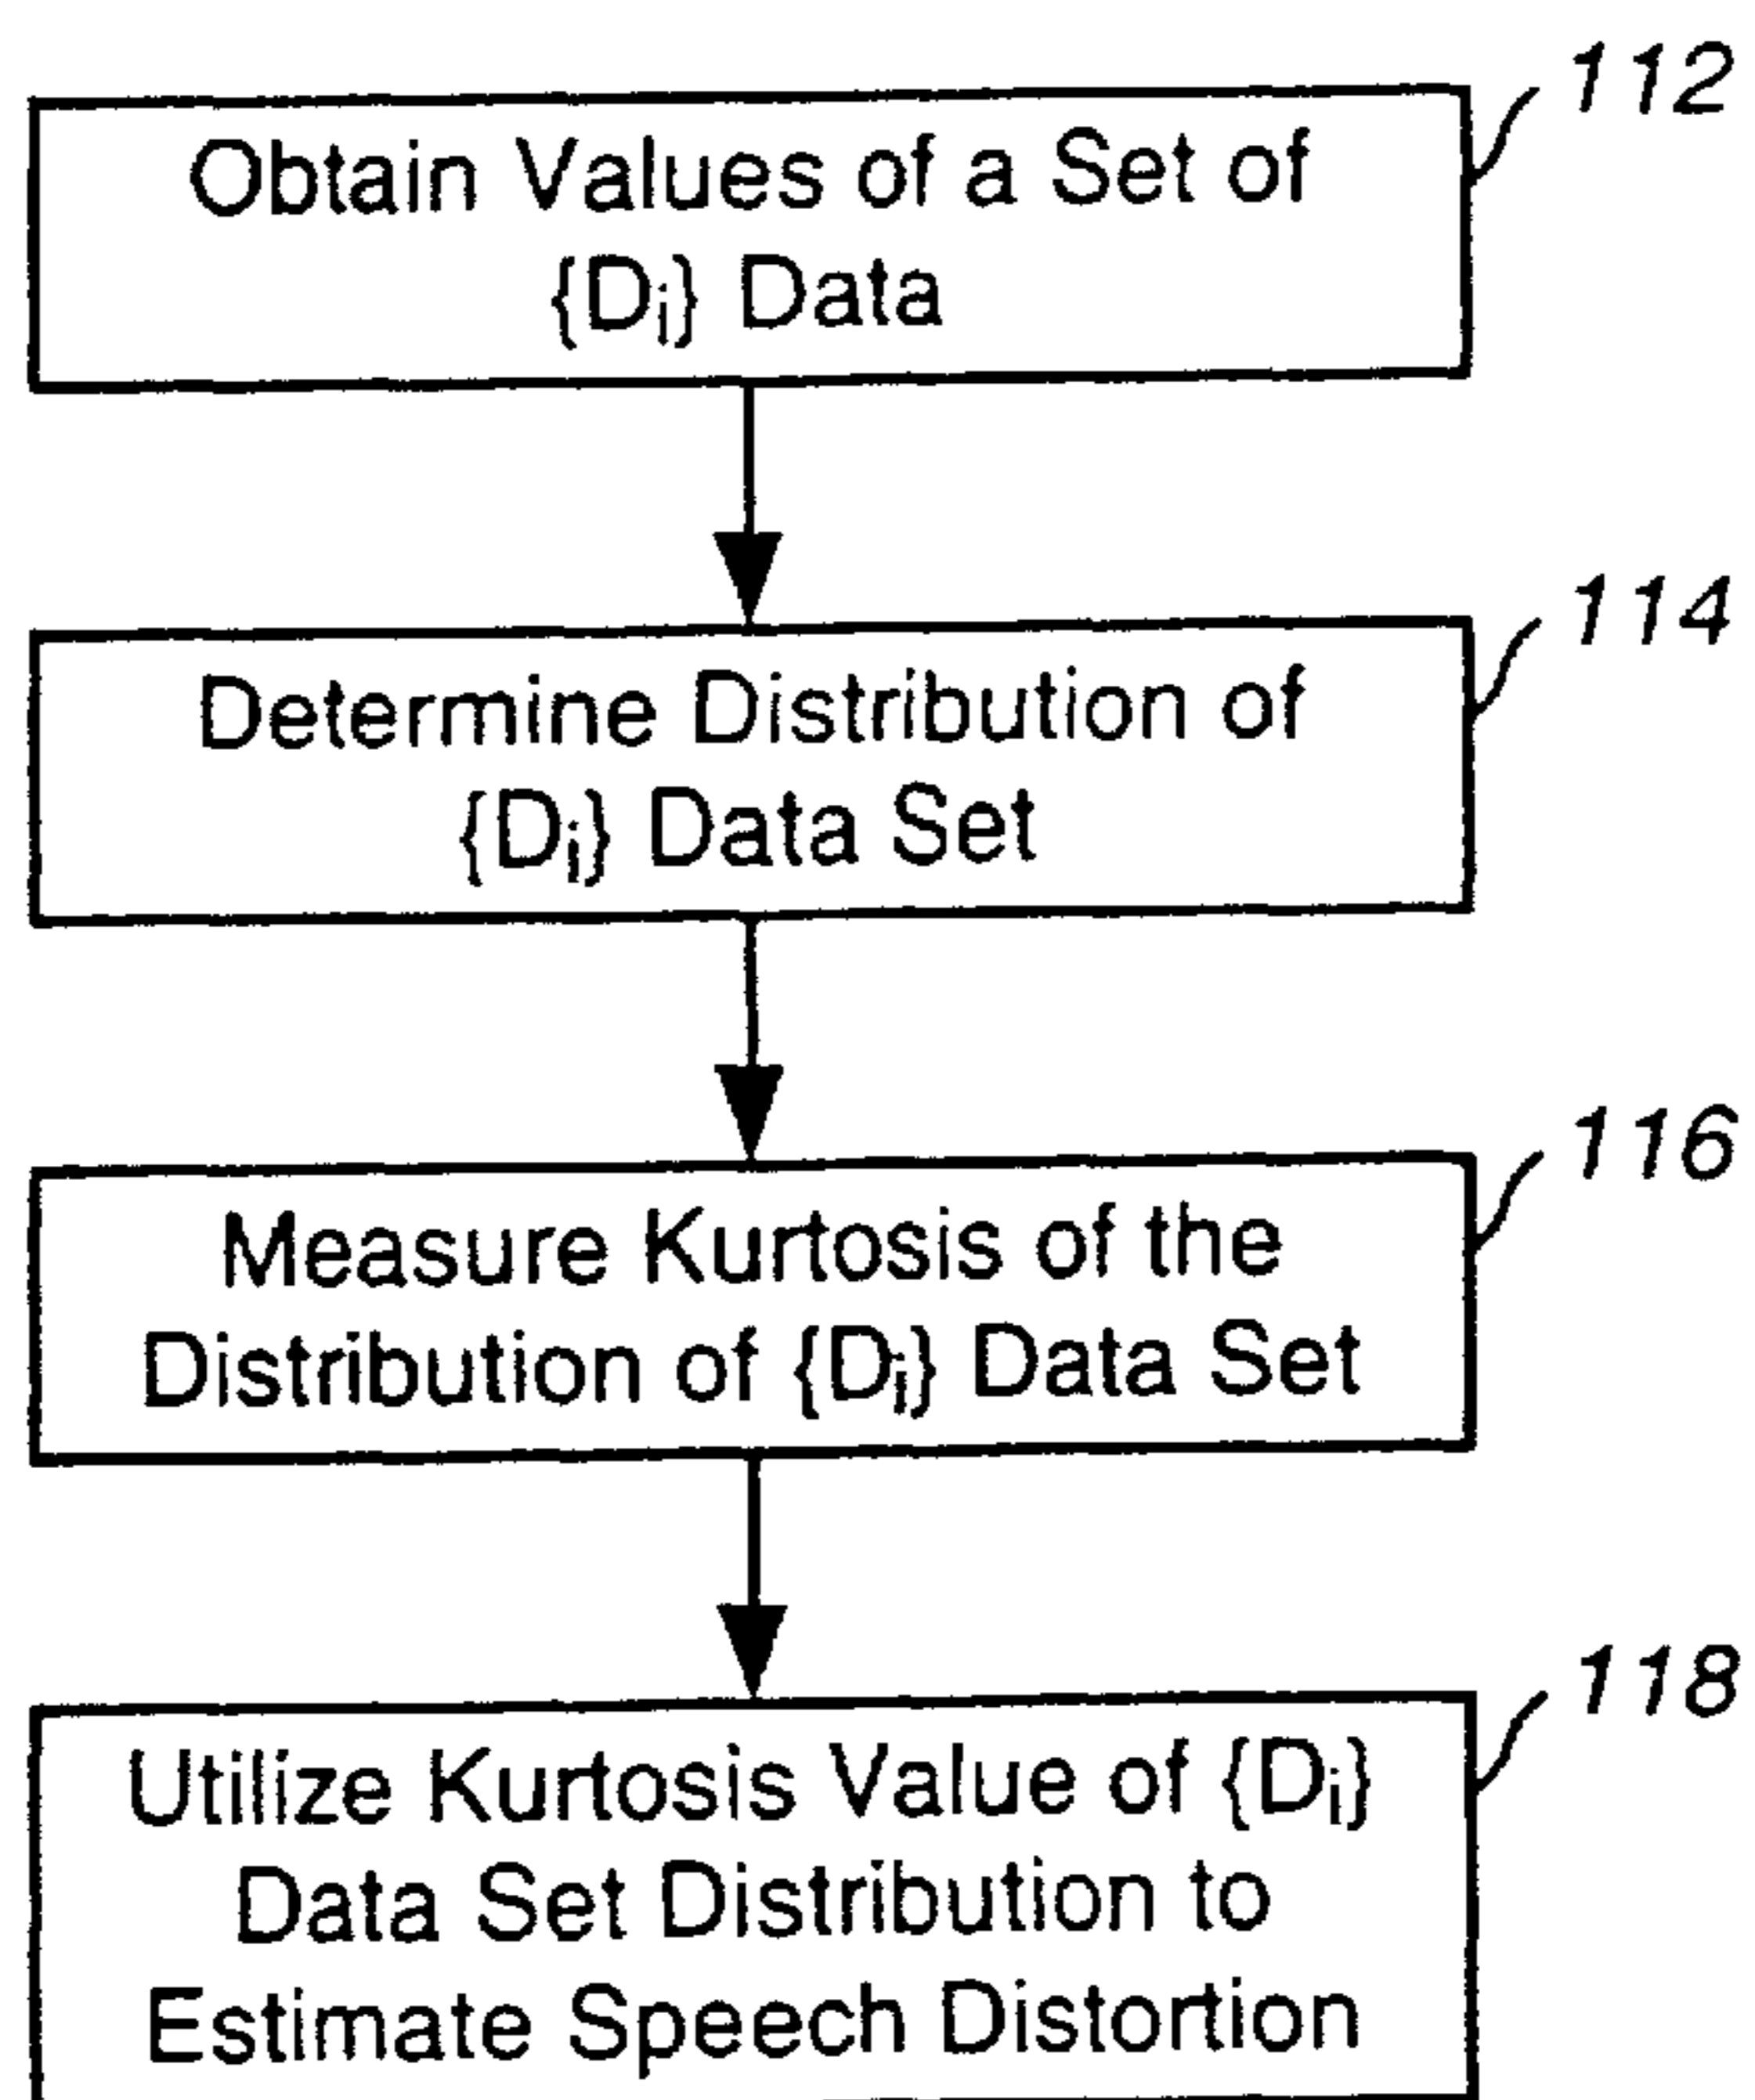 112
Obtain Values of a Set of
{Di} Data
114
Determine Distribution of
{Di} Data Set
116
Measure Kurtosis of the
Distribution of {Di} Data Set
118
Utilize Kurtosis Value of {Di}
Data Set Distribution to
Estimate Speech Distortion